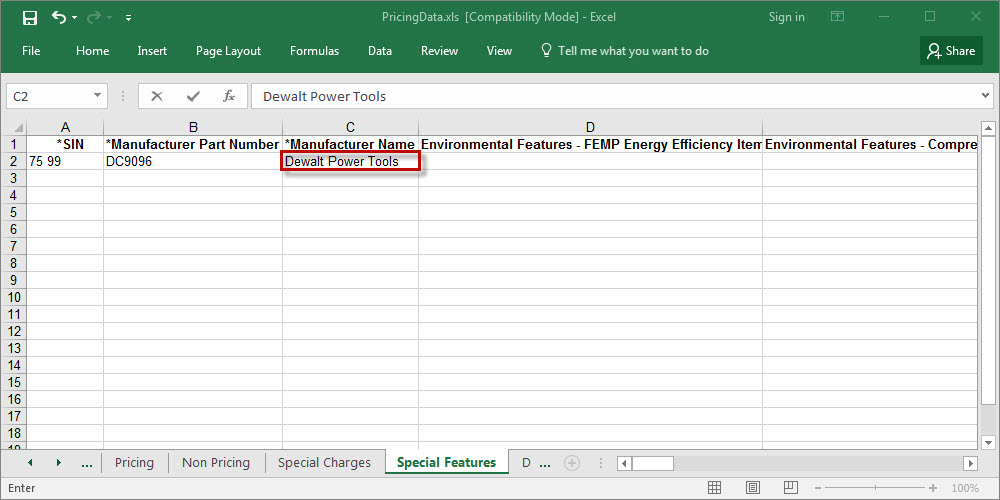 PricingData.xls [Compatibility Mode] - Excel
Sign in
File Home Insert Page Layout Formulas Data Review View Tell me what you want to do Share
C2 fx Dewalt Power Tools
A B C D
1 *SIN *Manufacturer Part Number *Manufacturer Name Environmental Features - FEMP Energy Efficiency Item Environmental Features - Compre
2 75 99 DC9096 Dewalt Power Tools
3
4
5
6
7
8
9
10
11
12
13
14
15
16
17
18
19
... Pricing Non Pricing Special Charges Special Features D ...
Enter 100%